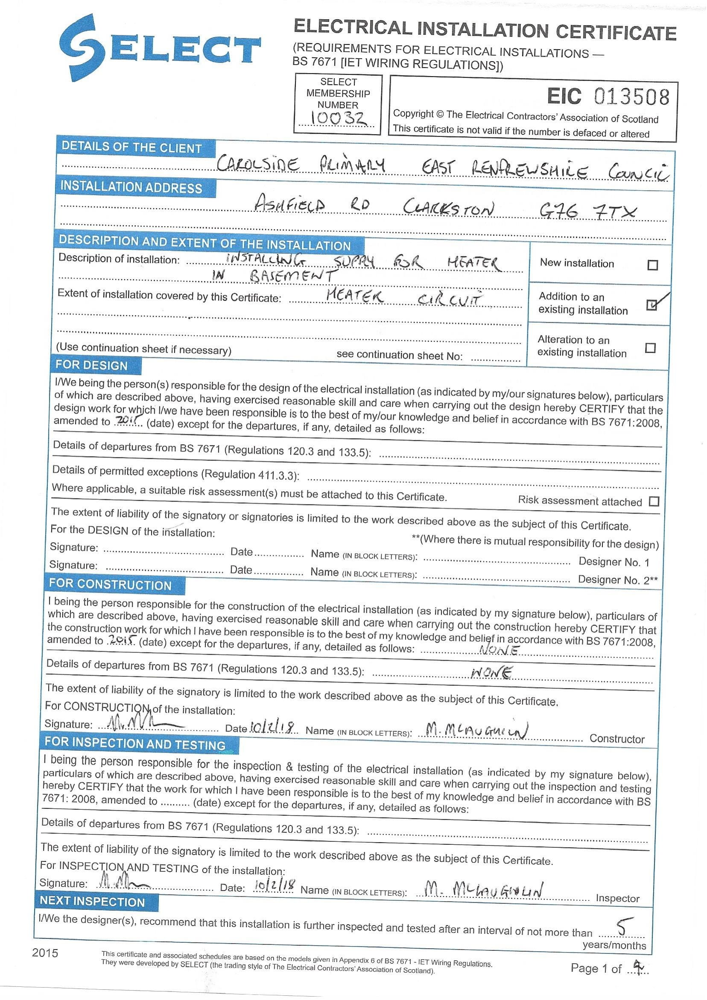 SELECT
ELECTRICAL INSTALLATION CERTIFICATE
(REQUIREMENTS FOR ELECTRICAL INSTALLATIONS —
BS 7671 [IET WIRING REGULATIONS])
SELECT
MEMBERSHIP
NUMBER
10032
EIC 013508
Copyright © The Electrical Contractors' Association of Scotland
This certificate is not valid if the number is defaced or altered
DETAILS OF THE CLIENT
CAROLSIDE PRIMARY EAST RENFREWSHIRE COUNCIL
INSTALLATION ADDRESS
ASHFIELD RD CLARKSTON G76 7TX
DESCRIPTION AND EXTENT OF THE INSTALLATION
Description of installation: INSTALLING SUPPLY FOR HEATER
IN BASEMENT
Extent of installation covered by this Certificate: HEATER CIRCUIT
(Use continuation sheet if necessary) see continuation sheet No:
New installation
Addition to an
existing installation
Alteration to an
existing installation
FOR DESIGN
I/We being the person(s) responsible for the design of the electrical installation (as indicated by my/our signatures below), particulars
of which are described above, having exercised reasonable skill and care when carrying out the design hereby CERTIFY that the
design work for which I/we have been responsible is to the best of my/our knowledge and belief in accordance with BS 7671:2008,
amended to 2015 (date) except for the departures, if any, detailed as follows:
Details of departures from BS 7671 (Regulations 120.3 and 133.5):
Details of permitted exceptions (Regulation 411.3.3):
Where applicable, a suitable risk assessment(s) must be attached to this Certificate. Risk assessment attached
The extent of liability of the signatory or signatories is limited to the work described above as the subject of this Certificate.
For the DESIGN of the installation: **(Where there is mutual responsibility for the design)
Signature: Date Name (IN BLOCK LETTERS): Designer No. 1
Signature: Date Name (IN BLOCK LETTERS): Designer No. 2**
FOR CONSTRUCTION
I being the person responsible for the construction of the electrical installation (as indicated by my signature below), particulars of
which are described above, having exercised reasonable skill and care when carrying out the construction hereby CERTIFY that
the construction work for which I have been responsible is to the best of my knowledge and belief in accordance with BS 7671:2008,
amended to 2015 (date) except for the departures, if any, detailed as follows: NONE
Details of departures from BS 7671 (Regulations 120.3 and 133.5): NONE
The extent of liability of the signatory is limited to the work described above as the subject of this Certificate.
For CONSTRUCTION of the installation:
Signature: Date 10/2/18 Name (IN BLOCK LETTERS): M. MCLAUGHLIN Constructor
FOR INSPECTION AND TESTING
I being the person responsible for the inspection & testing of the electrical installation (as indicated by my signature below),
particulars of which are described above, having exercised reasonable skill and care when carrying out the inspection and testing
hereby CERTIFY that the work for which I have been responsible is to the best of my knowledge and belief in accordance with BS
7671: 2008, amended to (date) except for the departures, if any, detailed as follows:
Details of departures from BS 7671 (Regulations 120.3 and 133.5):
The extent of liability of the signatory is limited to the work described above as the subject of this Certificate.
For INSPECTION AND TESTING of the installation:
Signature: Date: 10/2/18 Name (IN BLOCK LETTERS): M. MCLAUGHLIN Inspector
NEXT INSPECTION
I/We the designer(s), recommend that this installation is further inspected and tested after an interval of not more than 5
years/months
2015
This certificate and associated schedules are based on the models given in Appendix 6 of BS 7671 - IET Wiring Regulations.
They were developed by SELECT (the trading style of The Electrical Contractors' Association of Scotland).
Page 1 of